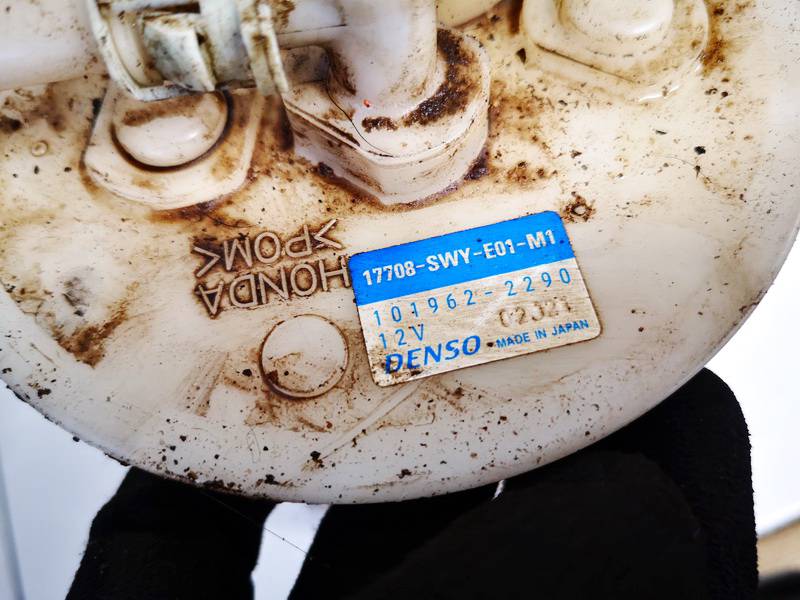 17708-SWY-E01-M1
101962-2290
12V
DENSO
MADE IN JAPAN
HONDA
>POM<